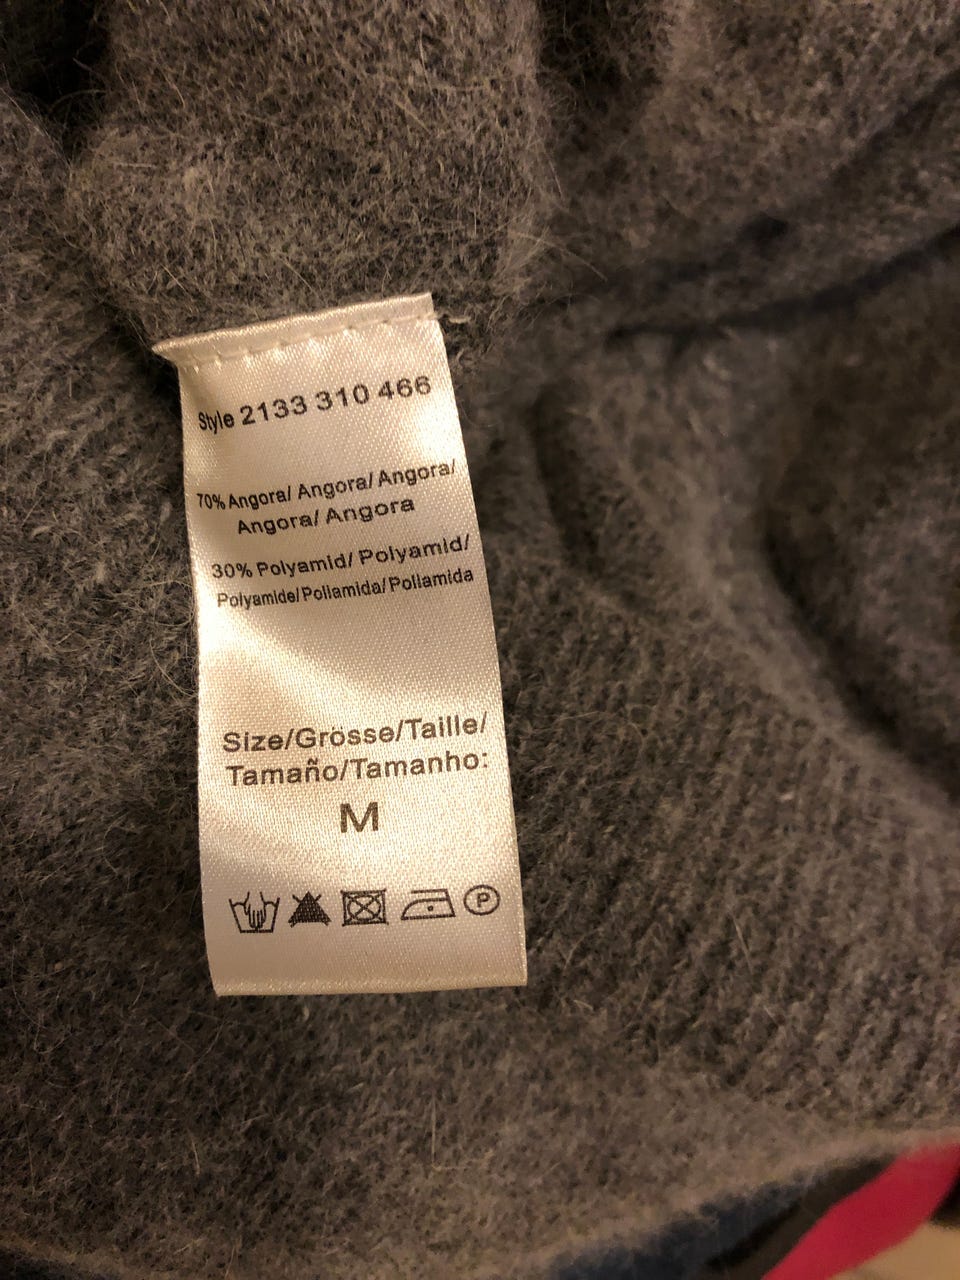 Style 2133 310 466
70% Angora/ Angora/ Angora/
Angora/ Angora
30% Polyamid/ Polyamid/
Polyamide/Poliamida/Poliamida
Size/Grösse/Taille/
Tamaño/Tamanho:
M
P